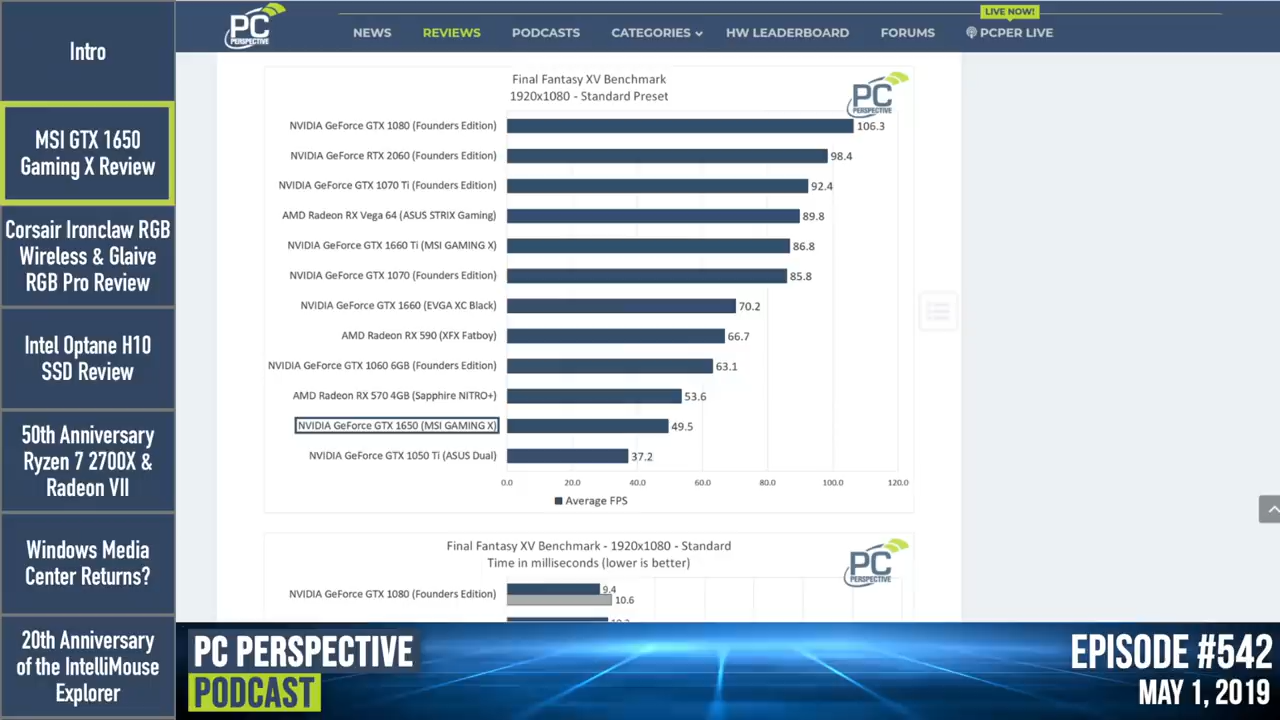 Intro
MSI GTX 1650
Gaming X Review
Corsair Ironclaw RGB
Wireless & Glaive
RGB Pro Review
Intel Optane H10
SSD Review
50th Anniversary
Ryzen 7 2700X &
Radeon VII
Windows Media
Center Returns?
20th Anniversary
of the IntelliMouse
Explorer
PC
PERSPECTIVE
LIVE NOW!
NEWS REVIEWS PODCASTS CATEGORIES HW LEADERBOARD FORUMS PCPER LIVE
Final Fantasy XV Benchmark
1920x1080 - Standard Preset
PC
PERSPECTIVE
NVIDIA GeForce GTX 1080 (Founders Edition) 106.3
NVIDIA GeForce RTX 2060 (Founders Edition) 98.4
NVIDIA GeForce GTX 1070 Ti (Founders Edition) 92.4
AMD Radeon RX Vega 64 (ASUS STRIX Gaming) 89.8
NVIDIA GeForce GTX 1660 Ti (MSI GAMING X) 86.8
NVIDIA GeForce GTX 1070 (Founders Edition) 85.8
NVIDIA GeForce GTX 1660 (EVGA XC Black) 70.2
AMD Radeon RX 590 (XFX Fatboy) 66.7
NVIDIA GeForce GTX 1060 6GB (Founders Edition) 63.1
AMD Radeon RX 570 4GB (Sapphire NITRO+) 53.6
NVIDIA GeForce GTX 1650 (MSI GAMING X) 49.5
NVIDIA GeForce GTX 1050 Ti (ASUS Dual) 37.2
0.0 20.0 40.0 60.0 80.0 100.0 120.0
Average FPS
Final Fantasy XV Benchmark - 1920x1080 - Standard
Time in milliseconds (lower is better)
PC
PERSPECTIVE
NVIDIA GeForce GTX 1080 (Founders Edition) 9.4
10.6
PC PERSPECTIVE
PODCAST
EPISODE #542
MAY 1, 2019